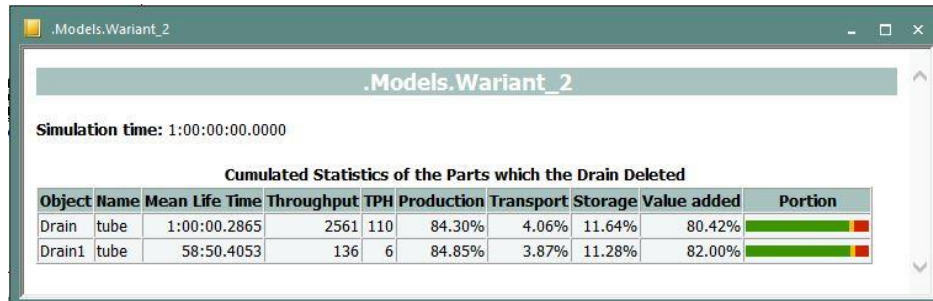 .Models.Wariant_2
.Models.Wariant_2
Simulation time: 1:00:00:00.0000
Cumulated Statistics of the Parts which the Drain Deleted
Object Name Mean Life Time Throughput TPH Production Transport Storage Value added Portion
Drain tube 1:00:00.2865 2561 110 84.30% 4.06% 11.64% 80.42%
Drain1 tube 58:50.4053 136 6 84.85% 3.87% 11.28% 82.00%